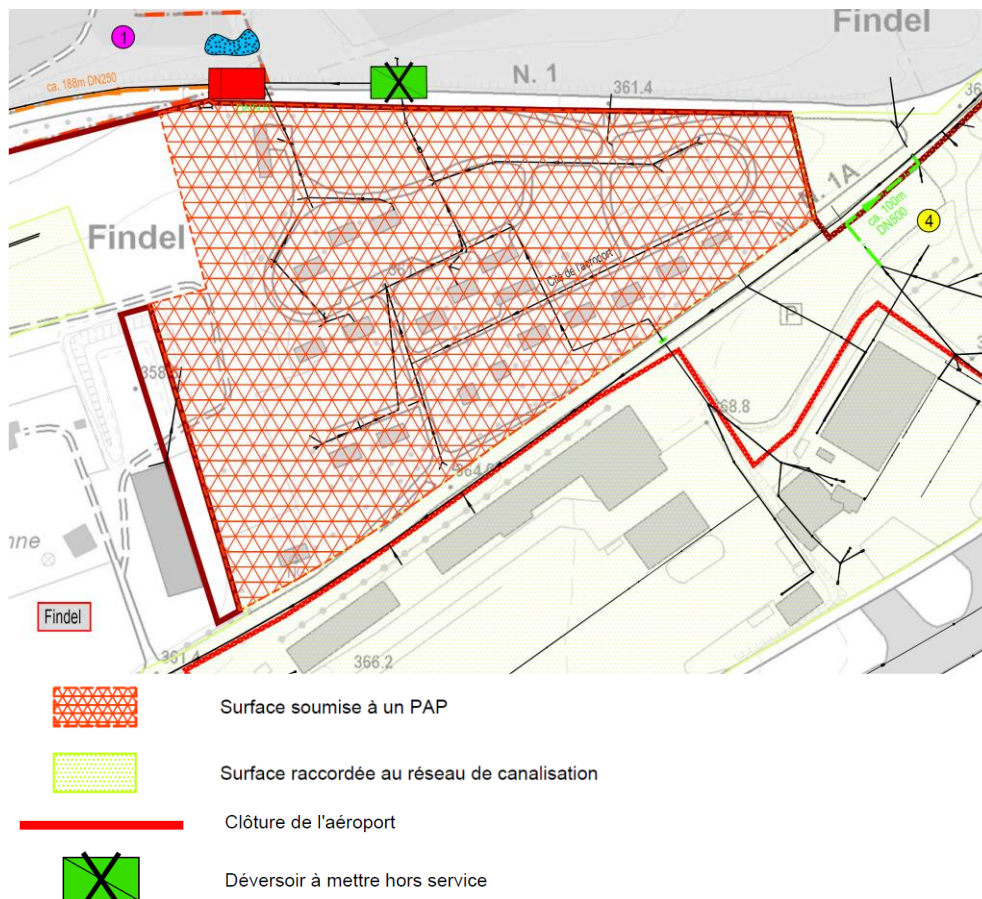 Findel
1
ca. 188m DN250
N. 1
361.4
N. 1A
ca. 100m
DN500
4
Findel
Cité de l'aéroport
P
358.
368.8
364.
nne
Findel
361.4
366.2
Surface soumise à un PAP
Surface raccordée au réseau de canalisation
Clôture de l'aéroport
Déversoir à mettre hors service